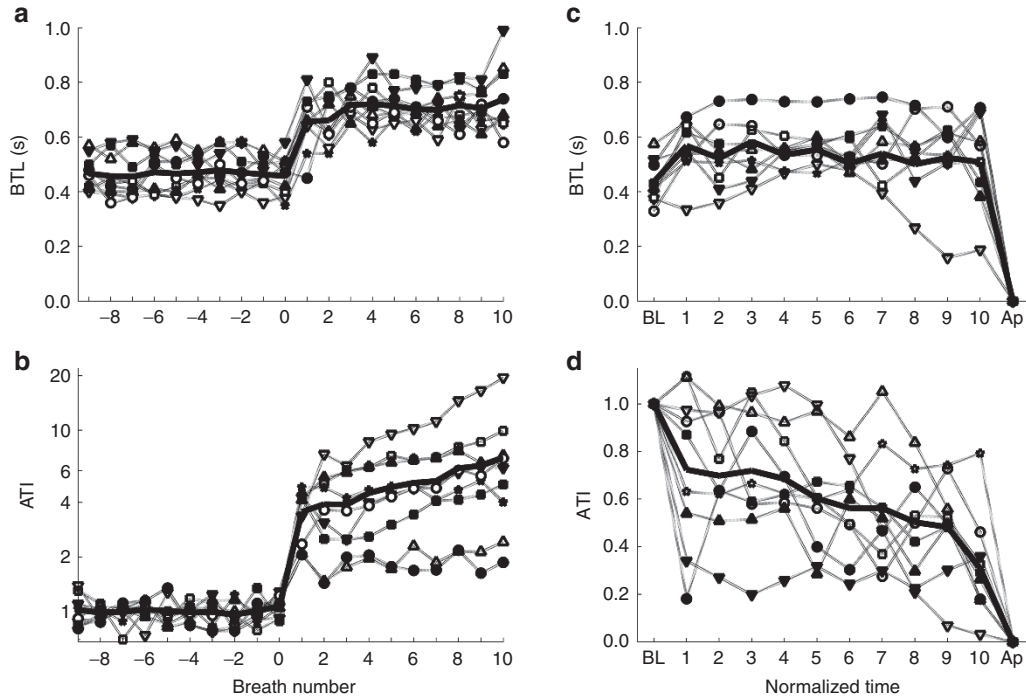 a
1.0
0.8
0.6
0.4
0.2
0.0
BTL (s)
–8 –6 –4 –2 0 2 4 6 8 10
b
20
10
6
4
2
1
ATI
–8 –6 –4 –2 0 2 4 6 8 10
Breath number
c
1.0
0.8
0.6
0.4
0.2
0.0
BTL (s)
BL 1 2 3 4 5 6 7 8 9 10 Ap
d
1.0
0.8
0.6
0.4
0.2
0.0
ATI
BL 1 2 3 4 5 6 7 8 9 10 Ap
Normalized time